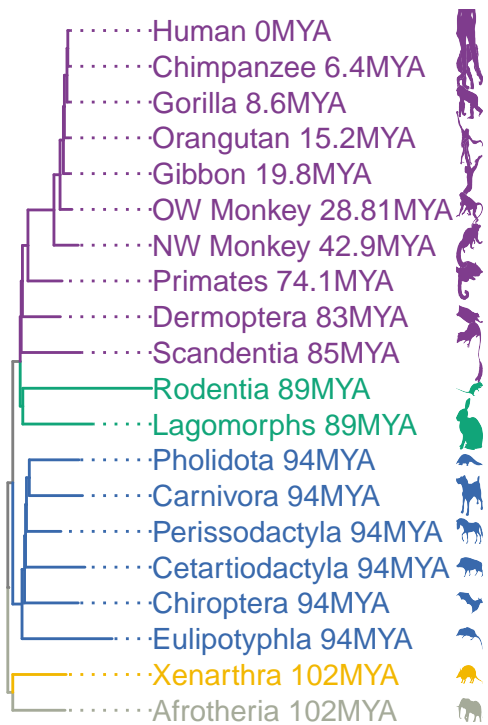 Human 0MYA
Chimpanzee 6.4MYA
Gorilla 8.6MYA
Orangutan 15.2MYA
Gibbon 19.8MYA
OW Monkey 28.81MYA
NW Monkey 42.9MYA
Primates 74.1MYA
Dermoptera 83MYA
Scandentia 85MYA
Rodentia 89MYA
Lagomorphs 89MYA
Pholidota 94MYA
Carnivora 94MYA
Perissodactyla 94MYA
Cetartiodactyla 94MYA
Chiroptera 94MYA
Eulipotyphla 94MYA
Xenarthra 102MYA
Afrotheria 102MYA